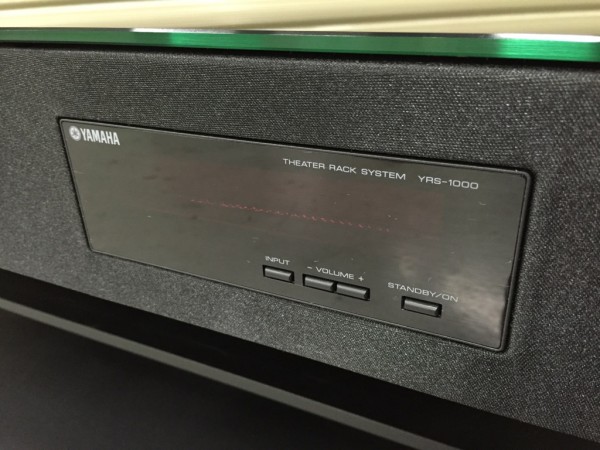 YAMAHA
THEATER RACK SYSTEM YRS-1000
INPUT
- VOLUME +
STANDBY/ON